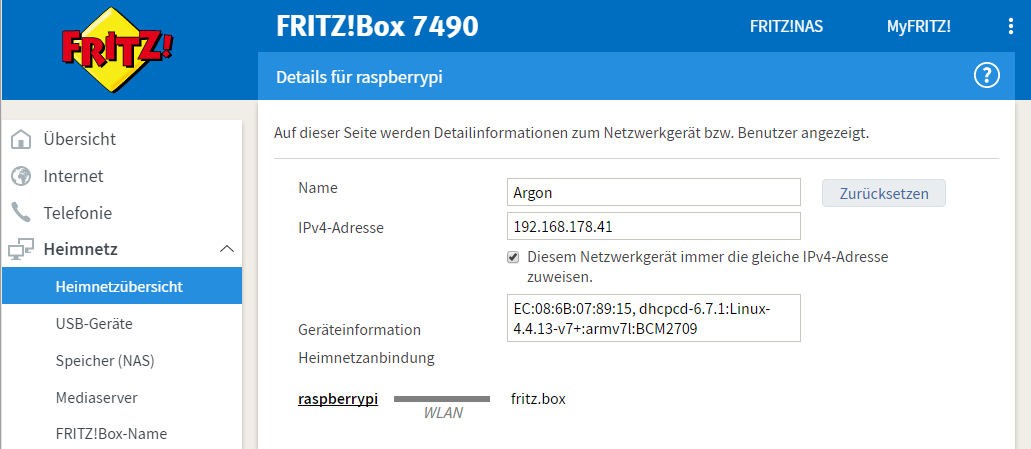 FRITZ!
FRITZ!Box 7490
FRITZ!NAS
MyFRITZ!
Details für raspberrypi
?
Übersicht
Internet
Telefonie
Heimnetz
Heimnetzübersicht
USB-Geräte
Speicher (NAS)
Mediaserver
FRITZ!Box-Name
Auf dieser Seite werden Detailinformationen zum Netzwerkgerät bzw. Benutzer angezeigt.
Name
Argon
Zurücksetzen
IPv4-Adresse
192.168.178.41
Diesem Netzwerkgerät immer die gleiche IPv4-Adresse
zuweisen.
Geräteinformation
EC:08:6B:07:89:15, dhcpcd-6.7.1:Linux-
4.4.13-v7+:armv7l:BCM2709
Heimnetzanbindung
raspberrypi
WLAN
fritz.box